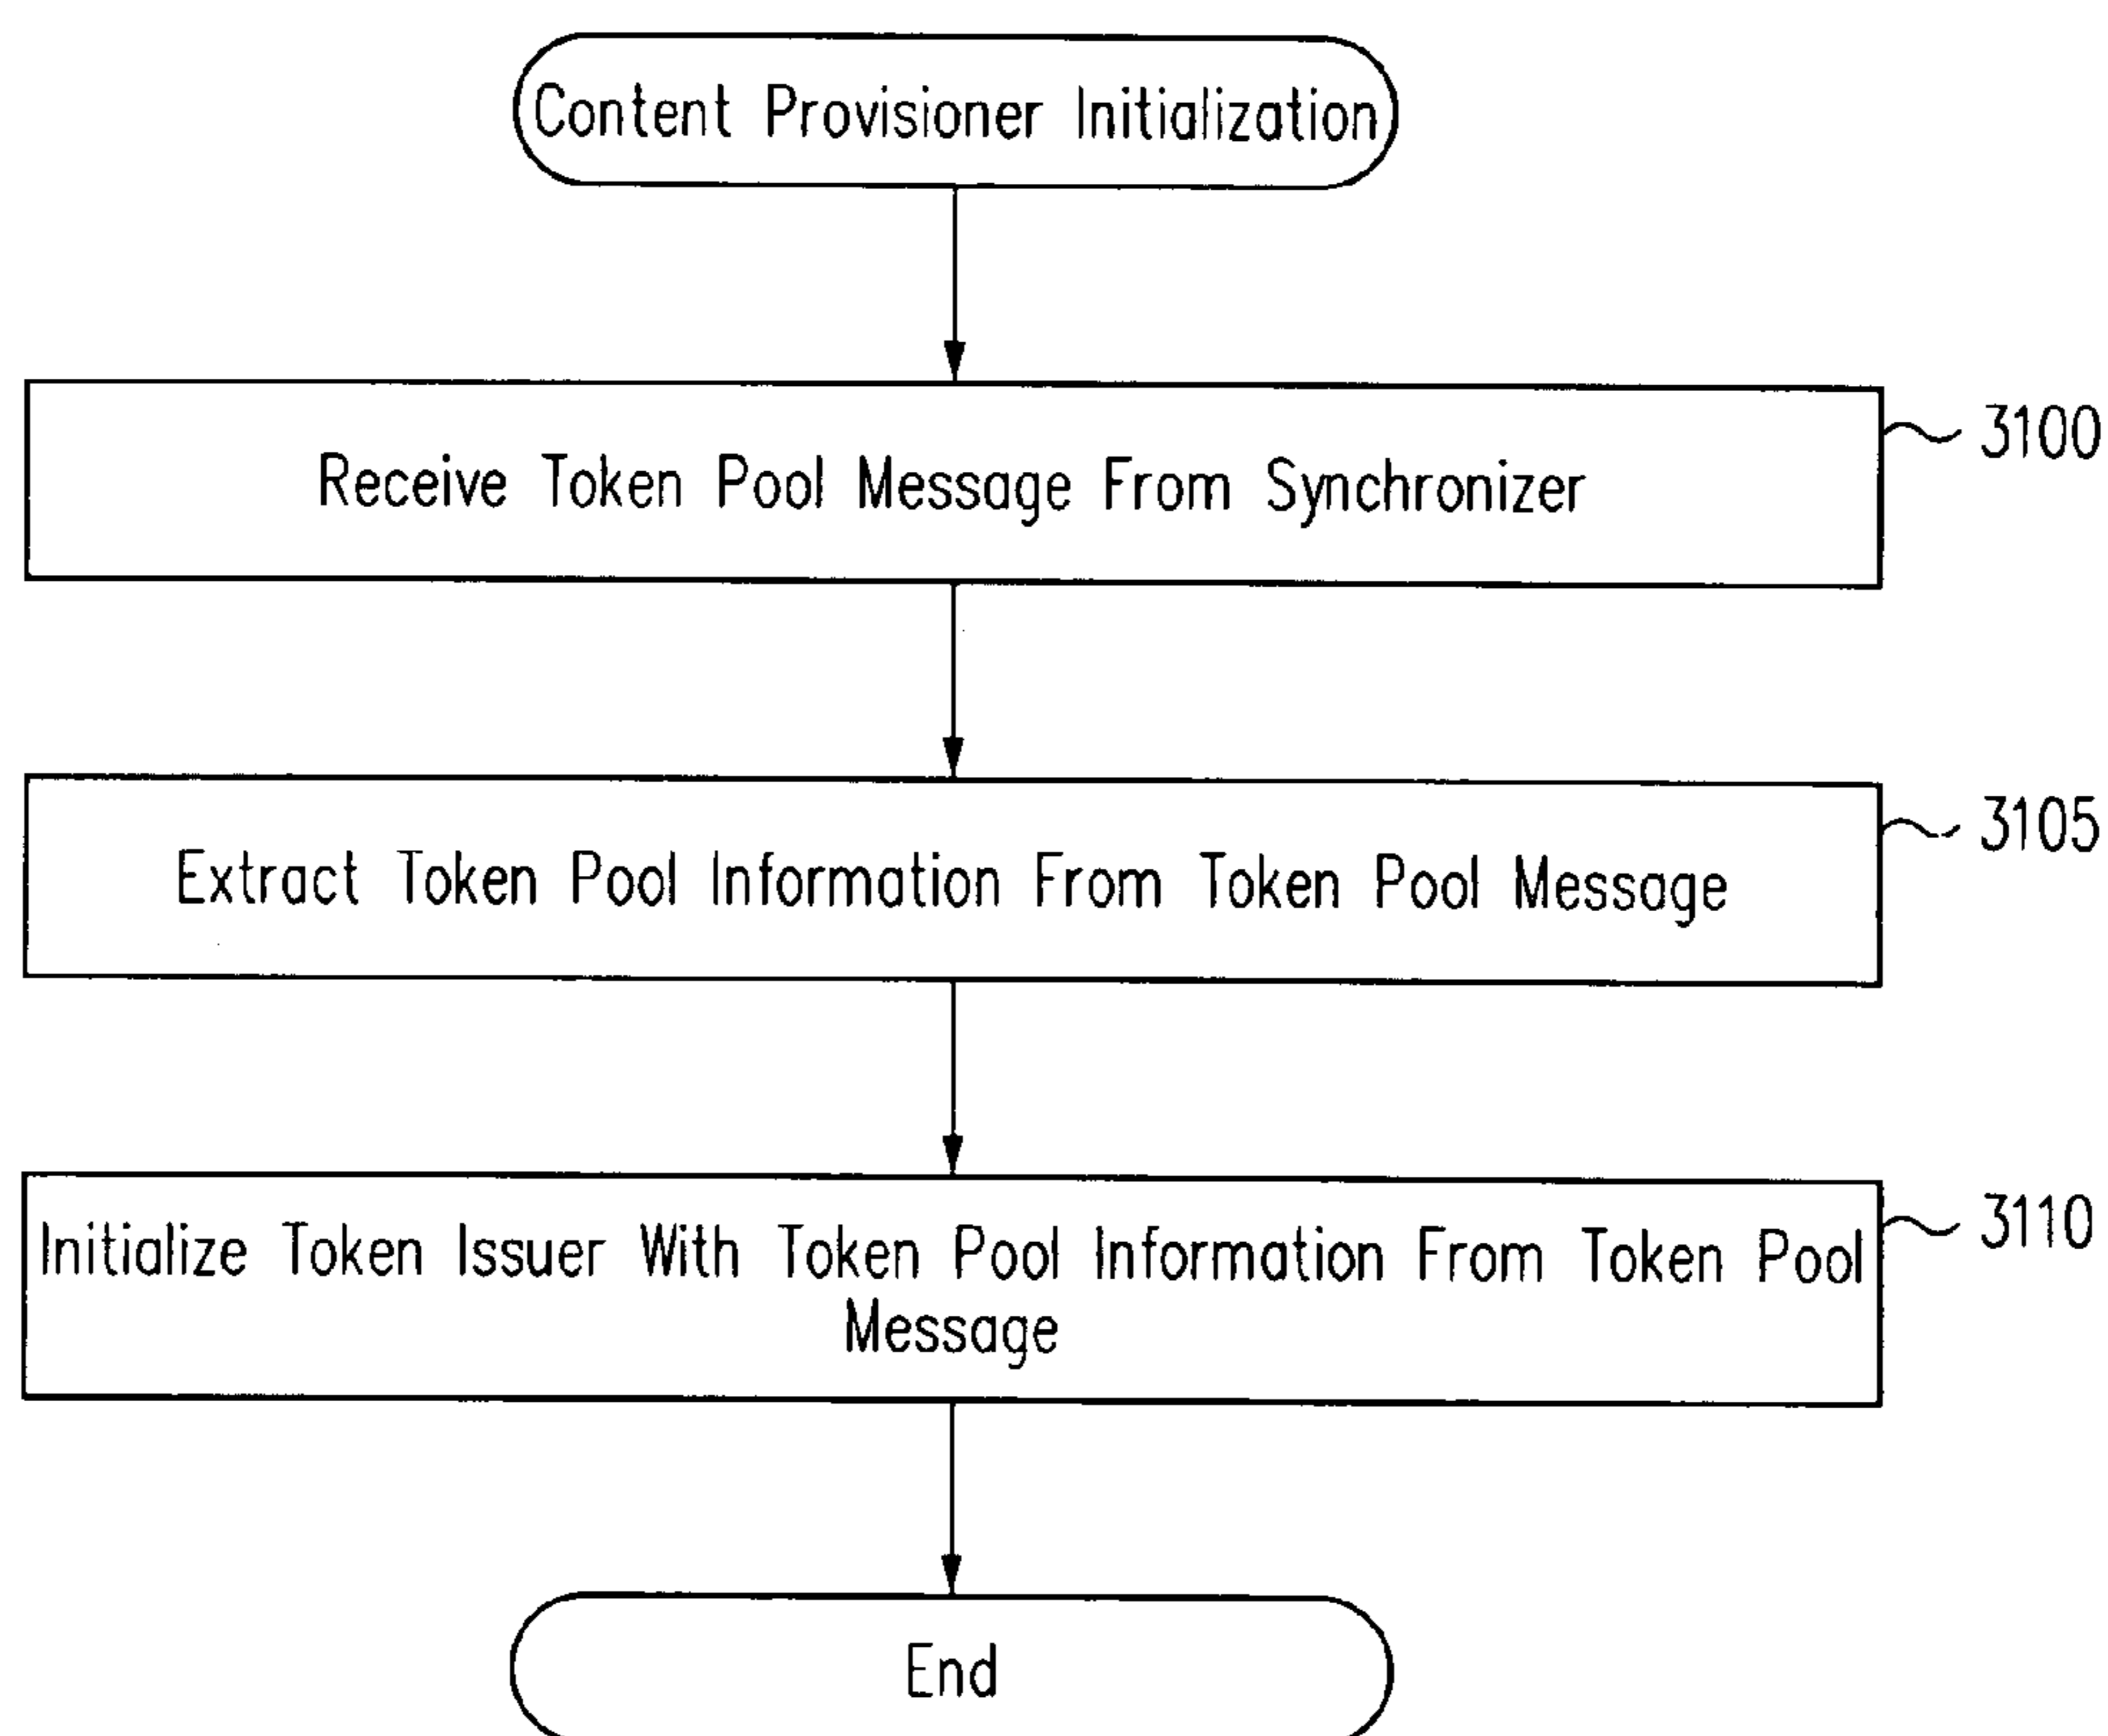 Content Provisioner Initialization
Receive Token Pool Message From Synchronizer
3100
Extract Token Pool Information From Token Pool Message
3105
Initialize Token Issuer With Token Pool Information From Token Pool
Message
3110
End